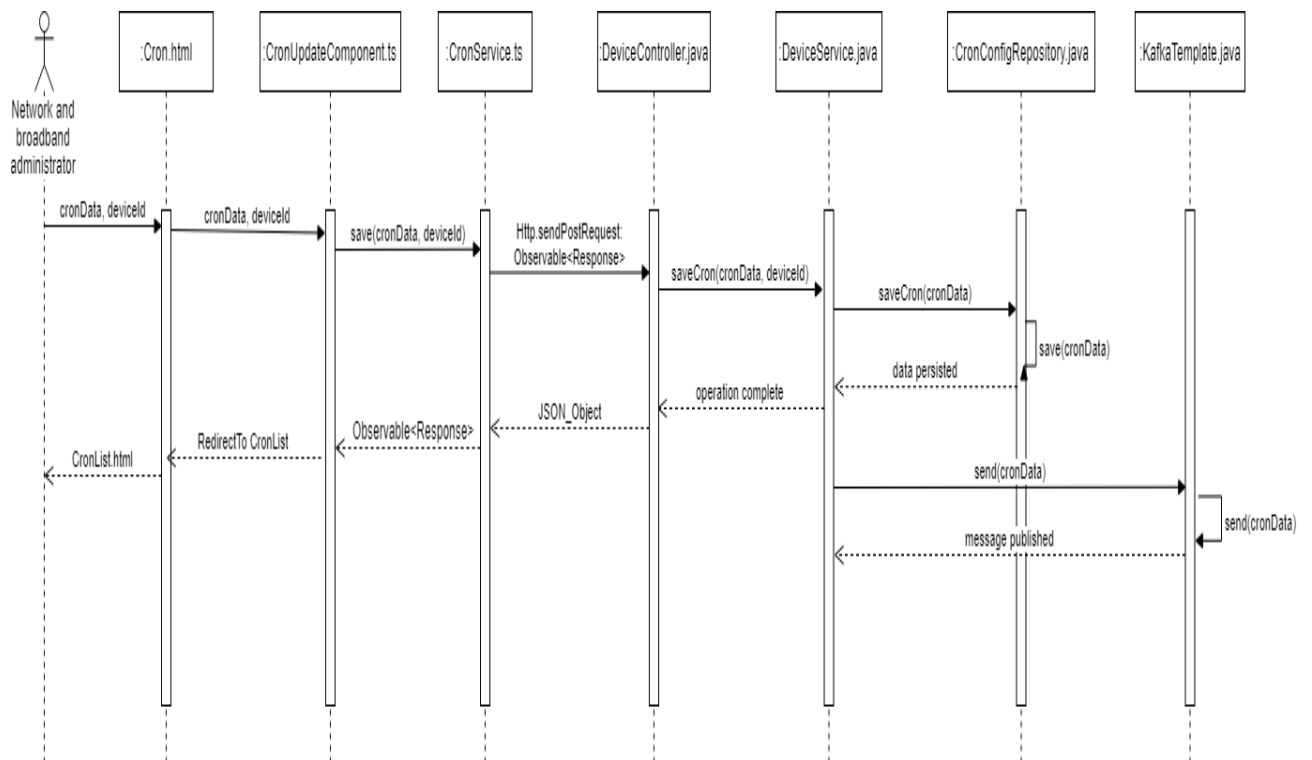 :Cron.html
:CronUpdateComponent.ts
:CronService.ts
:DeviceController.java
:DeviceService.java
:CronConfigRepository.java
:KafkaTemplate.java
Network and
broadband
administrator
cronData, deviceId
cronData, deviceId
save(cronData, deviceId)
Http.sendPostRequest:
Observable<Response>
saveCron(cronData, deviceId)
saveCron(cronData)
save(cronData)
data persisted
operation complete
JSON_Object
Observable<Response>
RedirectTo CronList
CronList.html
send(cronData)
send(cronData)
message published